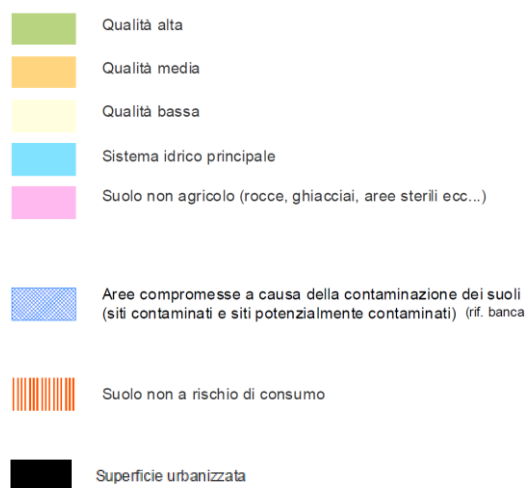 Qualità alta
Qualità media
Qualità bassa
Sistema idrico principale
Suolo non agricolo (rocce, ghiacciai, aree sterili ecc...)
Aree compromesse a causa della contaminazione dei suoli
(siti contaminati e siti potenzialmente contaminati) (rif. banca
Suolo non a rischio di consumo
Superficie urbanizzata